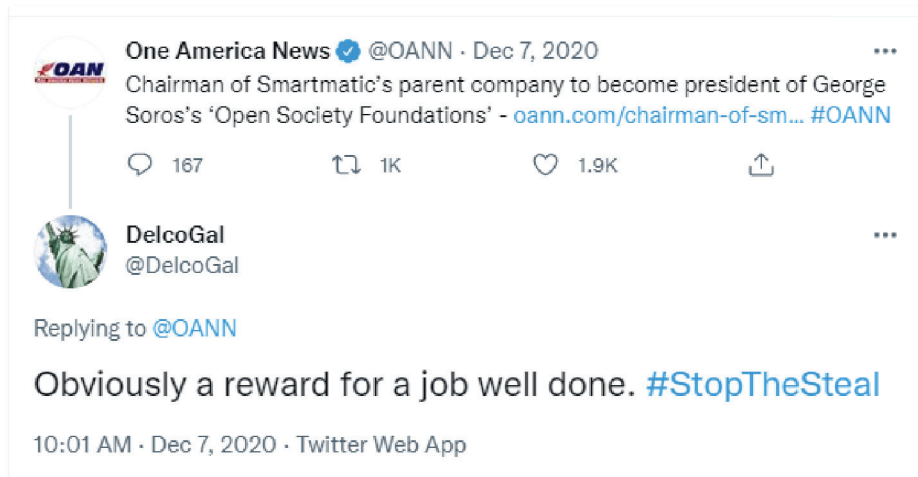 OAN
One America News @OANN · Dec 7, 2020
Chairman of Smartmatic's parent company to become president of George
Soros's 'Open Society Foundations' - oann.com/chairman-of-sm... #OANN
167 1K 1.9K
DelcoGal
@DelcoGal
Replying to @OANN
Obviously a reward for a job well done. #StopTheSteal
10:01 AM · Dec 7, 2020 · Twitter Web App